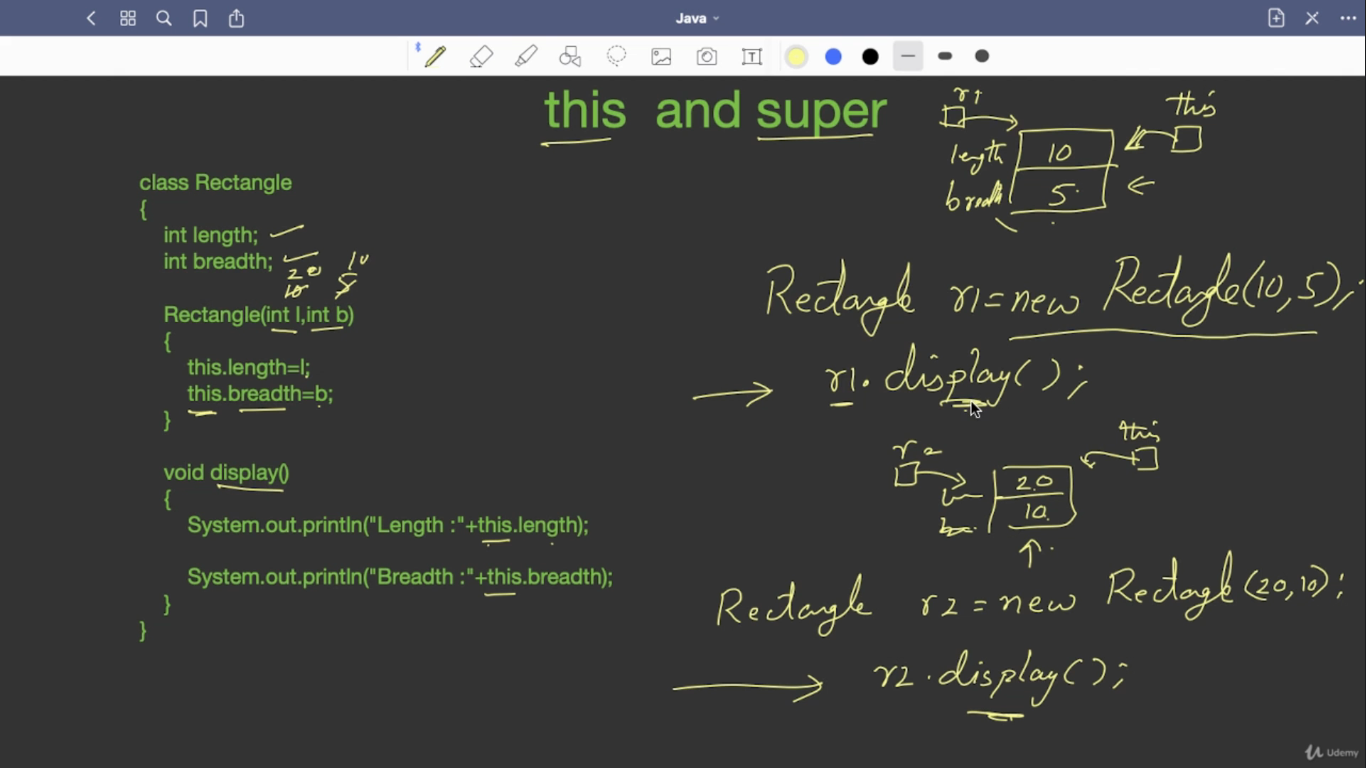 Java
this and super
class Rectangle
{
int length;
int breadth;
20 10
10 5
Rectangle(int l,int b)
{
this.length=l;
this.breadth=b;
}
void display()
{
System.out.println("Length :"+this.length);
System.out.println("Breadth :"+this.breadth);
}
}
r1 this
length 10
breadth 5
Rectangle r1=new Rectagle(10,5);
r1.display();
r2 this
l 20
b 10
Rectangle r2=new Rectagle(20,10);
r2.display();
T
Udemy